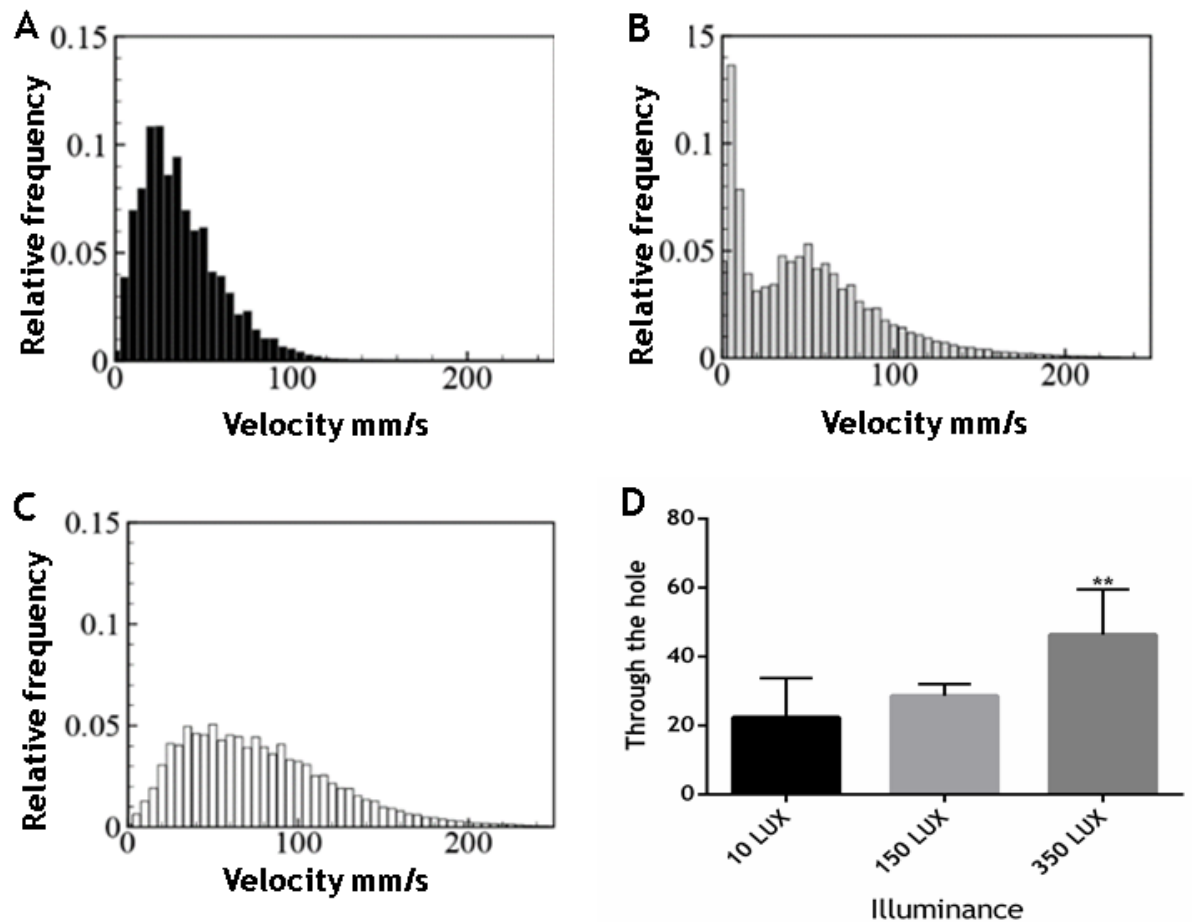 A
0.15
0.1
0.05
0
Relative frequency
0 100 200
Velocity mm/s
B
15
0.1
0.05
0
Relative frequency
0 100 200
Velocity mm/s
C
0.15
0.1
0.05
0
Relative frequency
0 100 200
Velocity mm/s
D
80
60
40
20
0
Through the hole
**
10 LUX 150 LUX 350 LUX
Illuminance